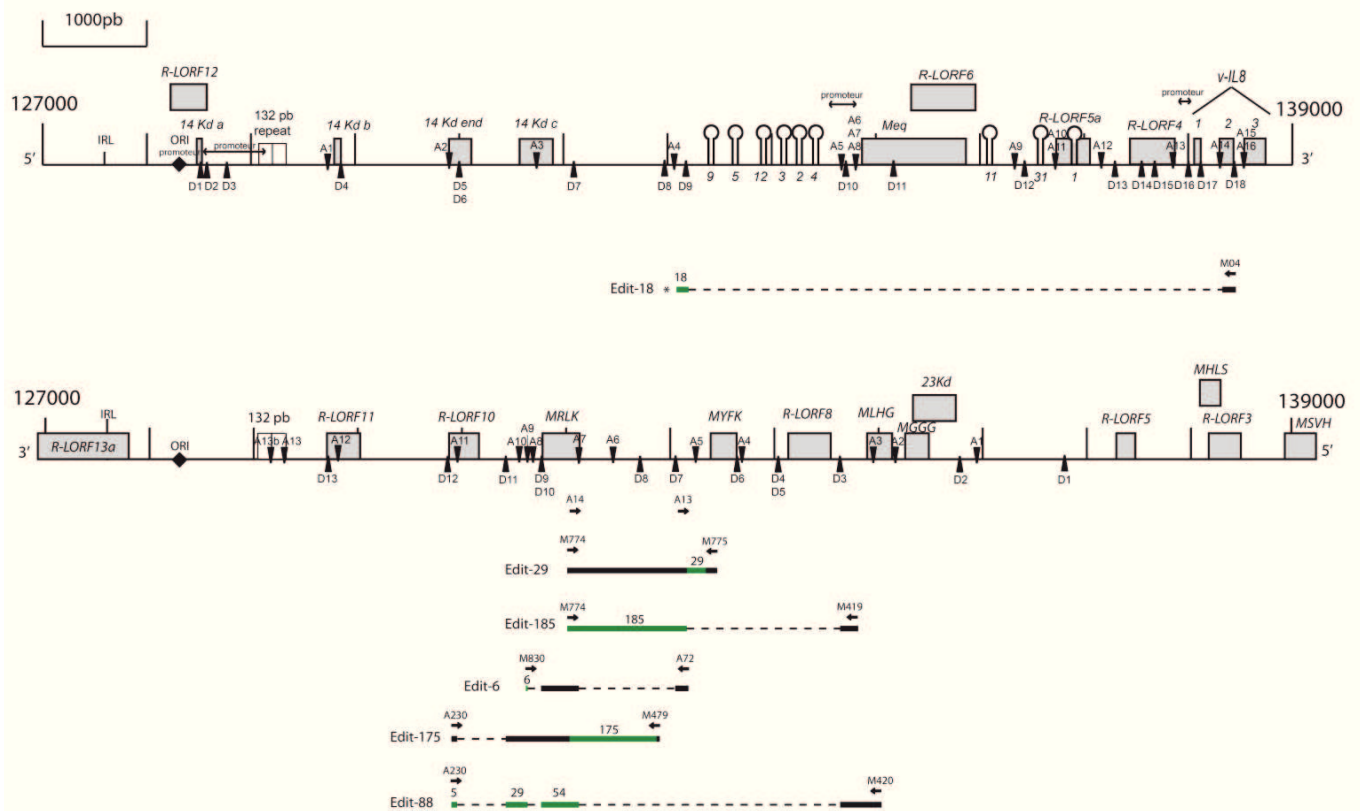 1000pb
R-LORF12
R-LORF6
v-IL8
127000
139000
promoteur
promoteur
14 Kd a
132 pb
repeat
14 Kd b
14 Kd end
14 Kd c
A6
A7
Meq
R-LORF5a
R-LORF4
1
2
3
IRL
ORI
promoteur
promoteur
A1
A2
A3
A4
A5
A8
A9
A10
A11
A12
A13
A14
A15
A16
5'
3'
9
5
12
3
2
4
11
31
1
D1
D2
D3
D4
D5
D6
D7
D8
D9
D10
D11
D12
D13
D14
D15
D16
D17
D18
Edit-18
*
18
M04
127000
139000
23Kd
MHLS
IRL
R-LORF13a
ORI
132 pb
R-LORF11
R-LORF10
MRLK
MYFK
R-LORF8
MLHG
MGGG
R-LORF5
R-LORF3
MSVH
A13b
A13
A12
A11
A10
A9
A8
A7
A6
A5
A4
A3
A2
A1
3'
5'
D13
D12
D11
D9
D10
D8
D7
D6
D4
D5
D3
D2
D1
A14
A13
M774
M775
Edit-29
29
M774
M419
Edit-185
185
M830
A72
Edit-6
6
A230
M479
Edit-175
175
A230
M420
Edit-88
5
29
54